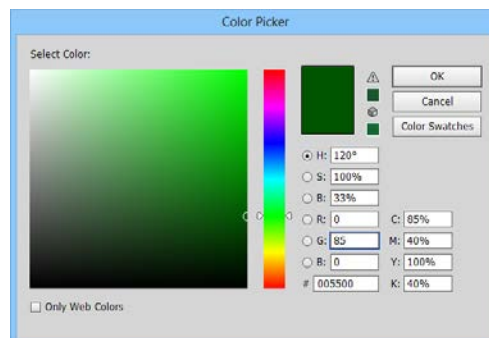 Color Picker
Select Color:
OK
Cancel
Color Swatches
H: 120°
S: 100%
B: 33%
R: 0 C: 85%
G: 85 M: 40%
B: 0 Y: 100%
# 005500 K: 40%
Only Web Colors